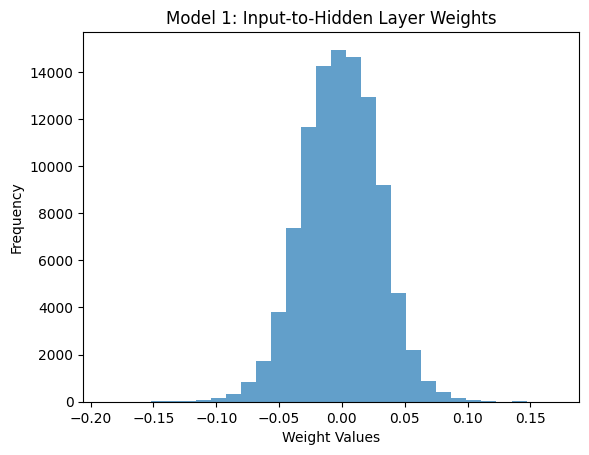 Model 1: Input-to-Hidden Layer Weights
14000
12000
10000
8000
6000
4000
2000
0
Frequency
−0.20 −0.15 −0.10 −0.05 0.00 0.05 0.10 0.15
Weight Values